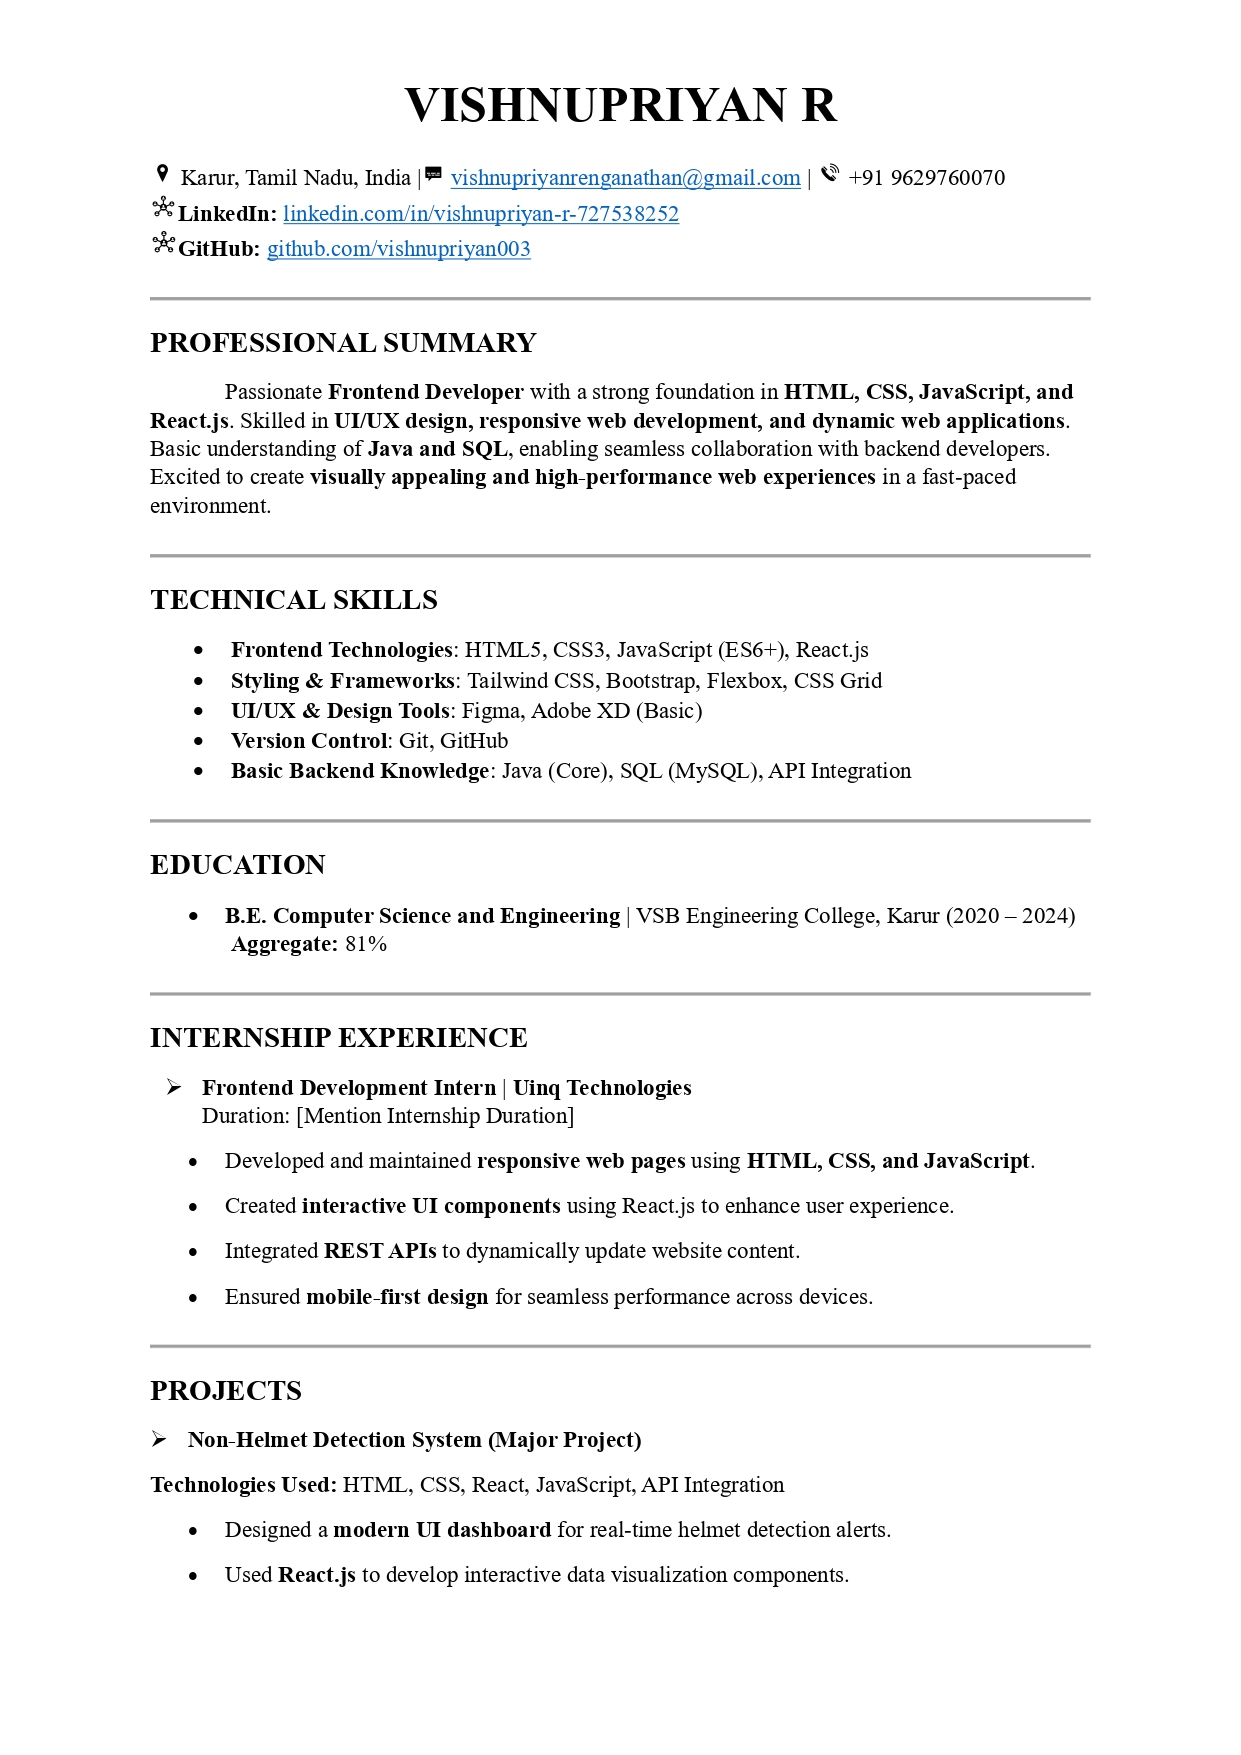 VISHNUPRIYAN R
Karur, Tamil Nadu, India | vishnupriyanrenganathan@gmail.com | +91 9629760070
LinkedIn: linkedin.com/in/vishnupriyan-r-727538252
GitHub: github.com/vishnupriyan003
PROFESSIONAL SUMMARY
Passionate Frontend Developer with a strong foundation in HTML, CSS, JavaScript, and
React.js. Skilled in UI/UX design, responsive web development, and dynamic web applications.
Basic understanding of Java and SQL, enabling seamless collaboration with backend developers.
Excited to create visually appealing and high-performance web experiences in a fast-paced
environment.
TECHNICAL SKILLS
• Frontend Technologies: HTML5, CSS3, JavaScript (ES6+), React.js
• Styling & Frameworks: Tailwind CSS, Bootstrap, Flexbox, CSS Grid
• UI/UX & Design Tools: Figma, Adobe XD (Basic)
• Version Control: Git, GitHub
• Basic Backend Knowledge: Java (Core), SQL (MySQL), API Integration
EDUCATION
• B.E. Computer Science and Engineering | VSB Engineering College, Karur (2020 – 2024)
Aggregate: 81%
INTERNSHIP EXPERIENCE
➢ Frontend Development Intern | Uinq Technologies
Duration: [Mention Internship Duration]
• Developed and maintained responsive web pages using HTML, CSS, and JavaScript.
• Created interactive UI components using React.js to enhance user experience.
• Integrated REST APIs to dynamically update website content.
• Ensured mobile-first design for seamless performance across devices.
PROJECTS
➢ Non-Helmet Detection System (Major Project)
Technologies Used: HTML, CSS, React, JavaScript, API Integration
• Designed a modern UI dashboard for real-time helmet detection alerts.
• Used React.js to develop interactive data visualization components.